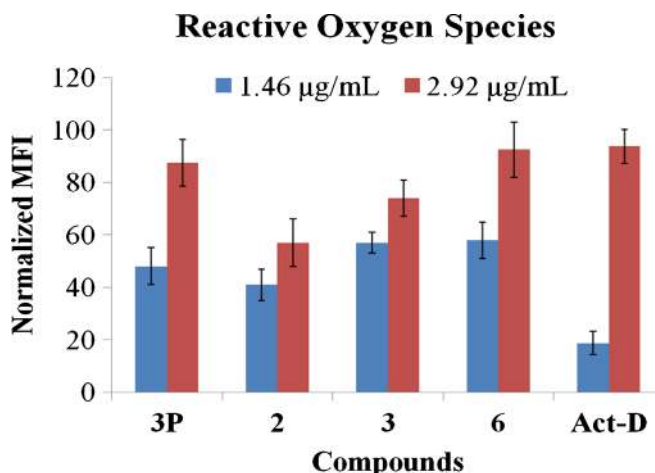 Reactive Oxygen Species
120
1.46 µg/mL 2.92 µg/mL
100
80
60
40
20
0
Normalized MFI
3P 2 3 6 Act-D
Compounds